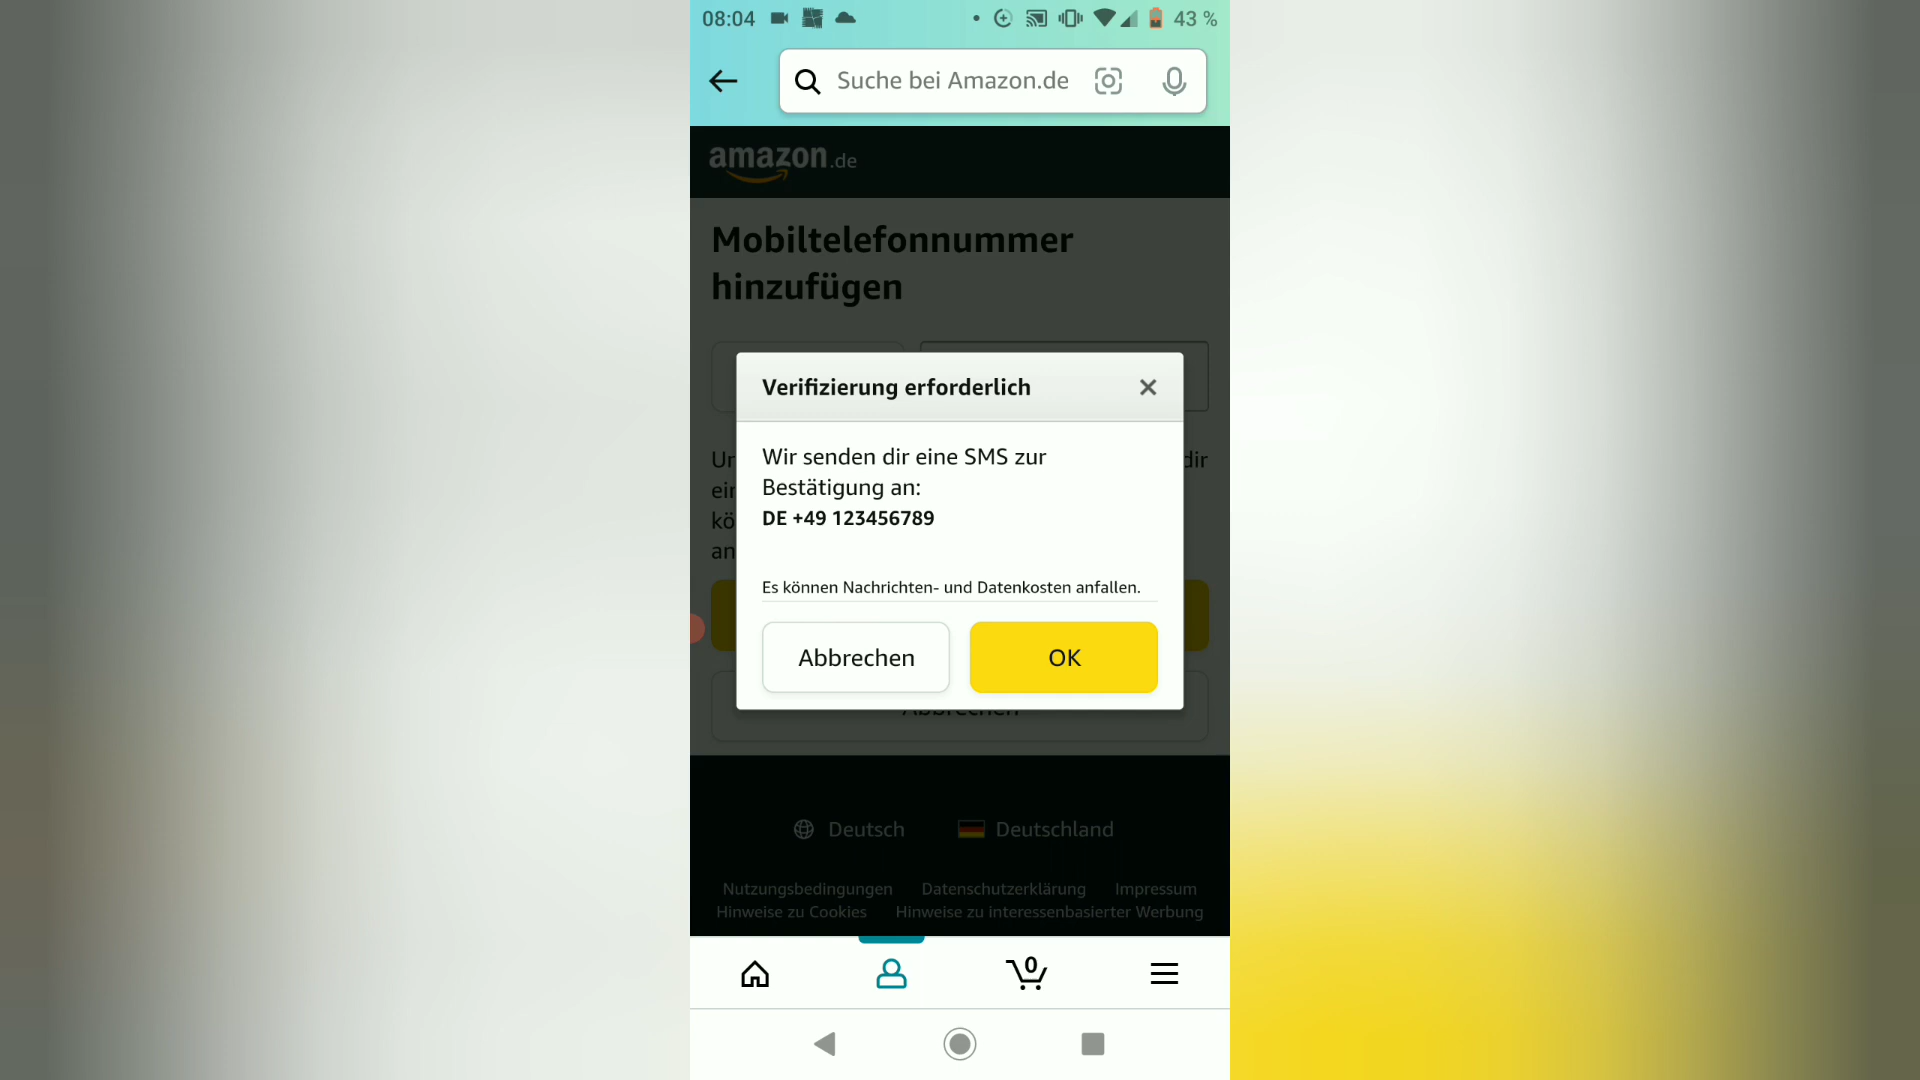 08:04
43 %
Suche bei Amazon.de
amazon.de
Mobiltelefonnummer
hinzufügen
Verifizierung erforderlich
Wir senden dir eine SMS zur
Bestätigung an:
DE +49 123456789
dir
Es können Nachrichten- und Datenkosten anfallen.
Abbrechen OK
Abbrechen
Deutsch Deutschland
Nutzungsbedingungen Datenschutzerklärung Impressum
Hinweise zu Cookies Hinweise zu interessenbasierter Werbung
0